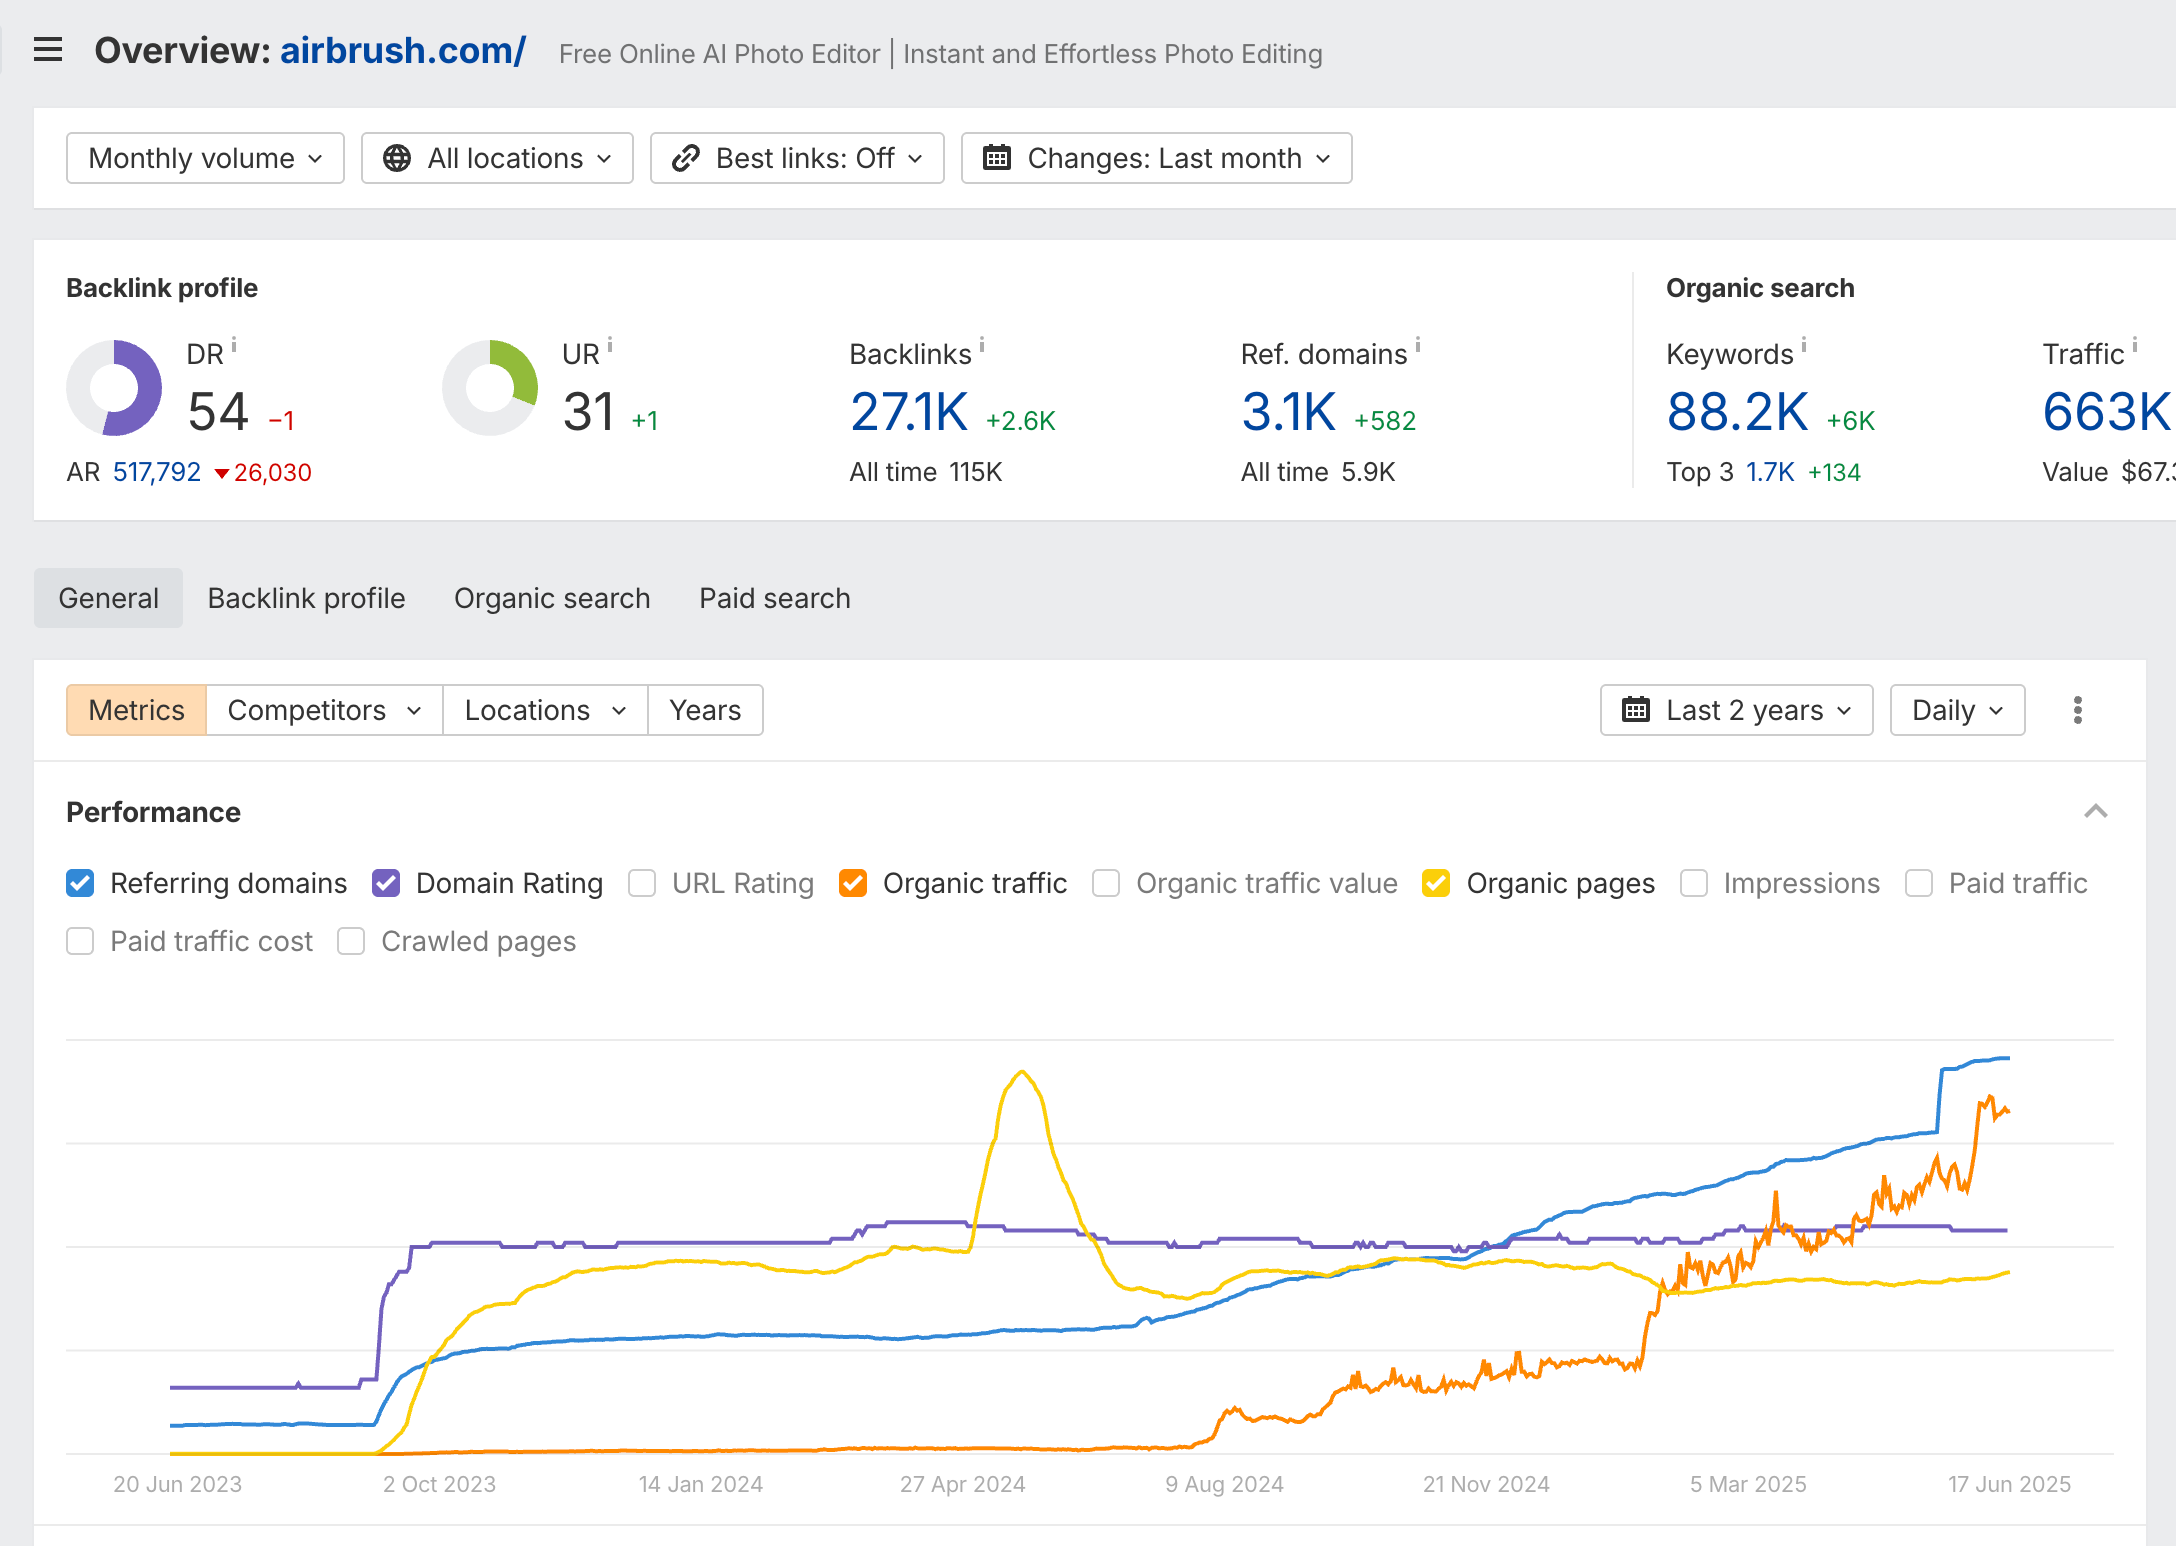 Overview: airbrush.com/ Free Online AI Photo Editor | Instant and Effortless Photo Editing
Monthly volume All locations Best links: Off Changes: Last month
Backlink profile Organic search
DR i UR i Backlinks i Ref. domains i Keywords i Traffic i
54 −1 31 +1 27.1K +2.6K 3.1K +582 88.2K +6K 663K
AR 517,792 ▼26,030 All time 115K All time 5.9K Top 3 1.7K +134 Value $67.3
General Backlink profile Organic search Paid search
Metrics Competitors Locations Years Last 2 years Daily
Performance
Referring domains Domain Rating URL Rating Organic traffic Organic traffic value Organic pages Impressions Paid traffic
Paid traffic cost Crawled pages
20 Jun 2023 2 Oct 2023 14 Jan 2024 27 Apr 2024 9 Aug 2024 21 Nov 2024 5 Mar 2025 17 Jun 2025